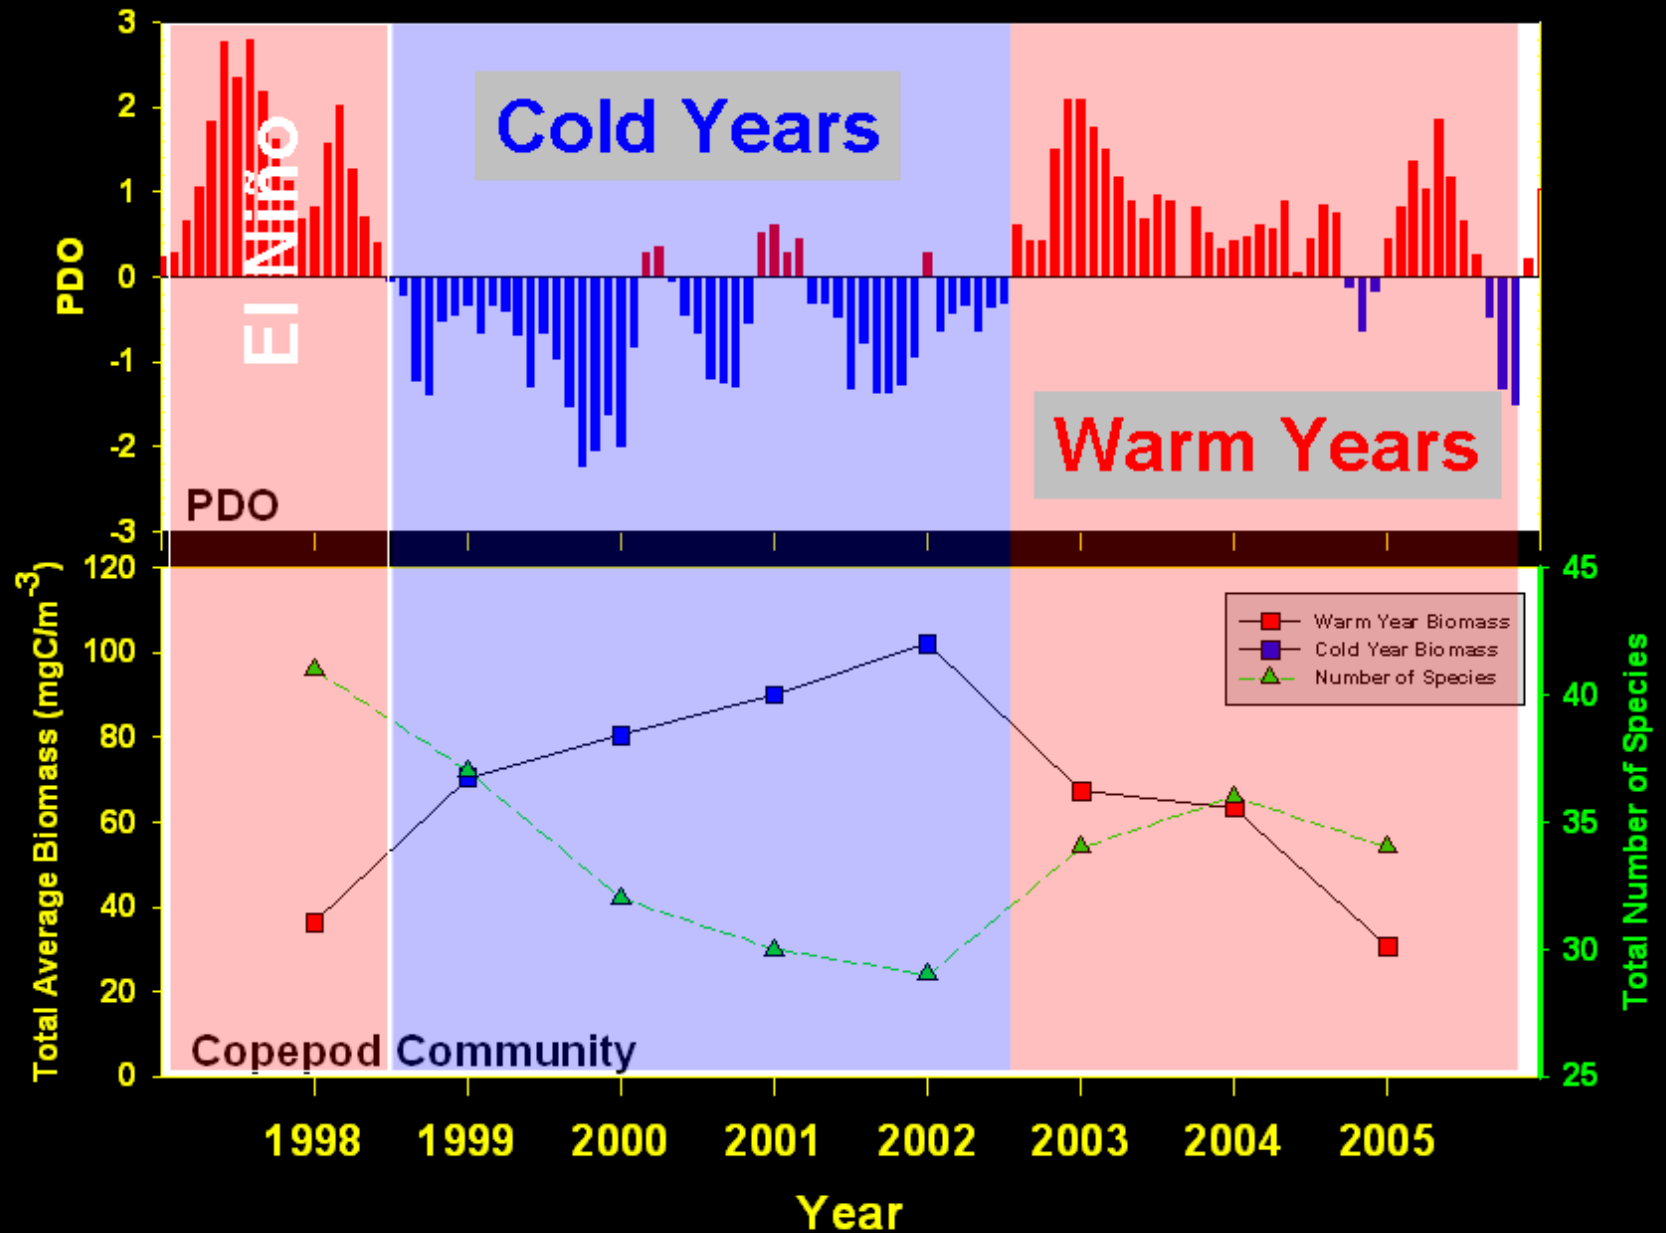 3
2
1
0
-1
-2
-3
PDO
El Niño
Cold Years
Warm Years
PDO
120
100
80
60
40
20
0
Total Average Biomass (mgC/m-3)
45
40
35
30
25
Total Number of Species
Warm Year Biomass
Cold Year Biomass
Number of Species
Copepod Community
1998 1999 2000 2001 2002 2003 2004 2005
Year